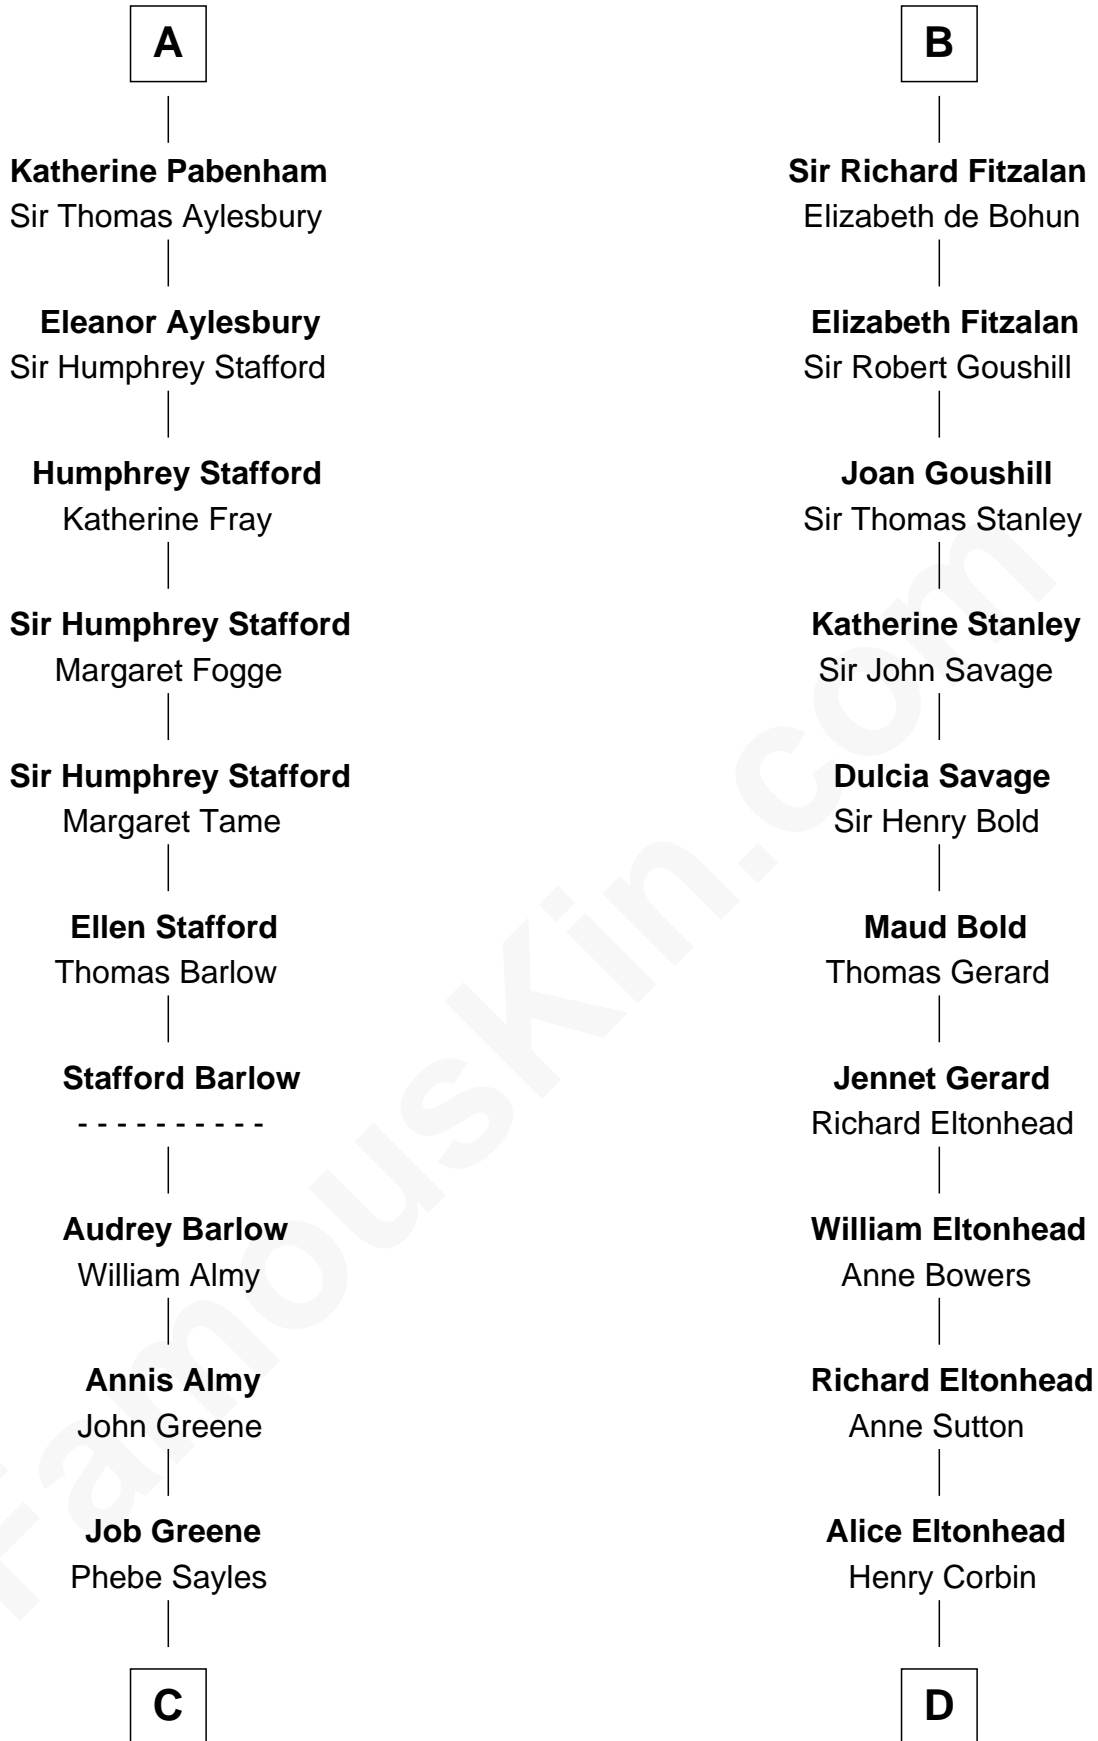 A
Katherine Pabenham
Sir Thomas Aylesbury
Eleanor Aylesbury
Sir Humphrey Stafford
Humphrey Stafford
Katherine Fray
Sir Humphrey Stafford
Margaret Fogge
Sir Humphrey Stafford
Margaret Tame
Ellen Stafford
Thomas Barlow
Stafford Barlow
- - - - - - - - - -
Audrey Barlow
William Almy
Annis Almy
John Greene
Job Greene
Phebe Sayles
C
B
Sir Richard Fitzalan
Elizabeth de Bohun
Elizabeth Fitzalan
Sir Robert Goushill
Joan Goushill
Sir Thomas Stanley
Katherine Stanley
Sir John Savage
Dulcia Savage
Sir Henry Bold
Maud Bold
Thomas Gerard
Jennet Gerard
Richard Eltonhead
William Eltonhead
Anne Bowers
Richard Eltonhead
Anne Sutton
Alice Eltonhead
Henry Corbin
D
FamousKin.com